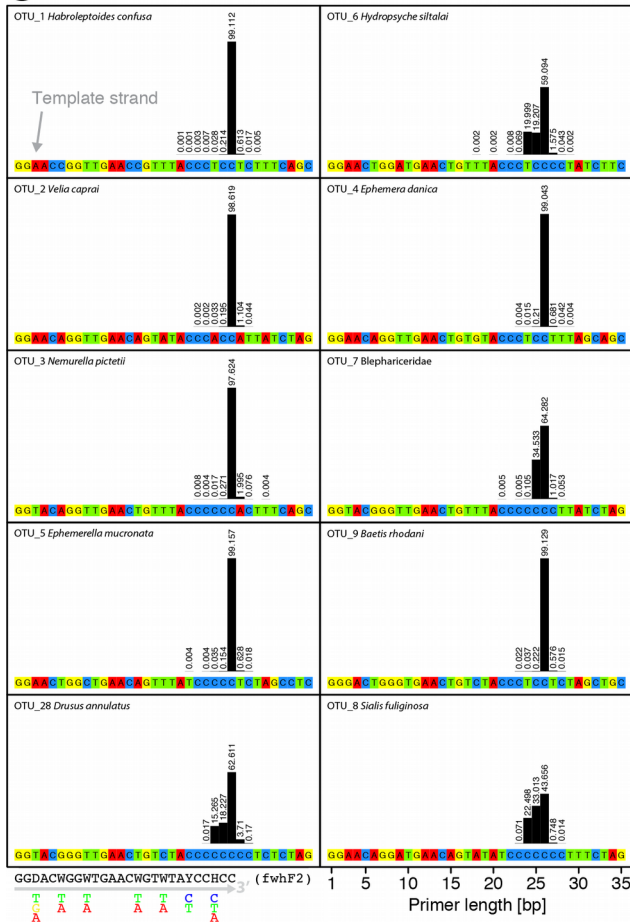 OTU_1 Habroleptoides confusa
Template strand
0.001 0.001 0.003 0.007 0.028 0.214 99.112 0.613 0.017 0.005
GGAACCGGTTGAACCGTTTACCCTCCTCTTTCAGC
OTU_6 Hydropsyche siltalai
0.002 0.002 0.008 0.069 19.999 19.207 59.094 1.575 0.043 0.002
GGAACTGGATGAACTGTTTACCCTCCCCTATCTTC
OTU_2 Velia caprai
0.002 0.002 0.033 0.195 98.619 1.104 0.044
GGAACAGGTTGAACAGTATACCCACCATTATCTAG
OTU_4 Ephemera danica
0.004 0.015 0.21 99.043 0.681 0.042 0.004
GGAACAGGTTGAACTGTGTACCCTCCTTTAGCAGC
OTU_3 Nemurella pictetii
0.008 0.004 0.017 0.271 97.624 1.995 0.076 0.004
GGTACAGGTTGAACTGTTTACCCCCCACTTTCAGC
OTU_7 Blephariceridae
0.005 0.005 0.105 34.533 64.282 1.017 0.053
GGTACGGGTTGAACTGTTTACCCCCCCTTATCTAG
OTU_5 Ephemerella mucronata
0.004 0.004 0.035 0.154 99.157 0.628 0.018
GGAACTGGCTGAACAGTTTATCCCCCTCTAGCCTC
OTU_9 Baetis rhodani
0.022 0.037 0.222 99.129 0.576 0.015
GGGACTGGGTGAACTGTCTACCCTCCTCTAGCTGC
OTU_28 Drusus annulatus
0.017 15.265 18.227 62.611 3.71 0.17
GGTACGGGTTGAACTGTCTACCCCCCCCTCTCTAG
OTU_8 Sialis fuliginosa
0.071 22.498 33.013 43.656 0.748 0.014
GGAACAGGATGAACAGTATATCCCCCCCTTTCTAG
GGDACWGGWTGAACWGTWTAYCCHCC (fwhF2)
3'
T T T T T C C
G A A A A T T
A A
1 5 10 15 20 25 30 35
Primer length [bp]